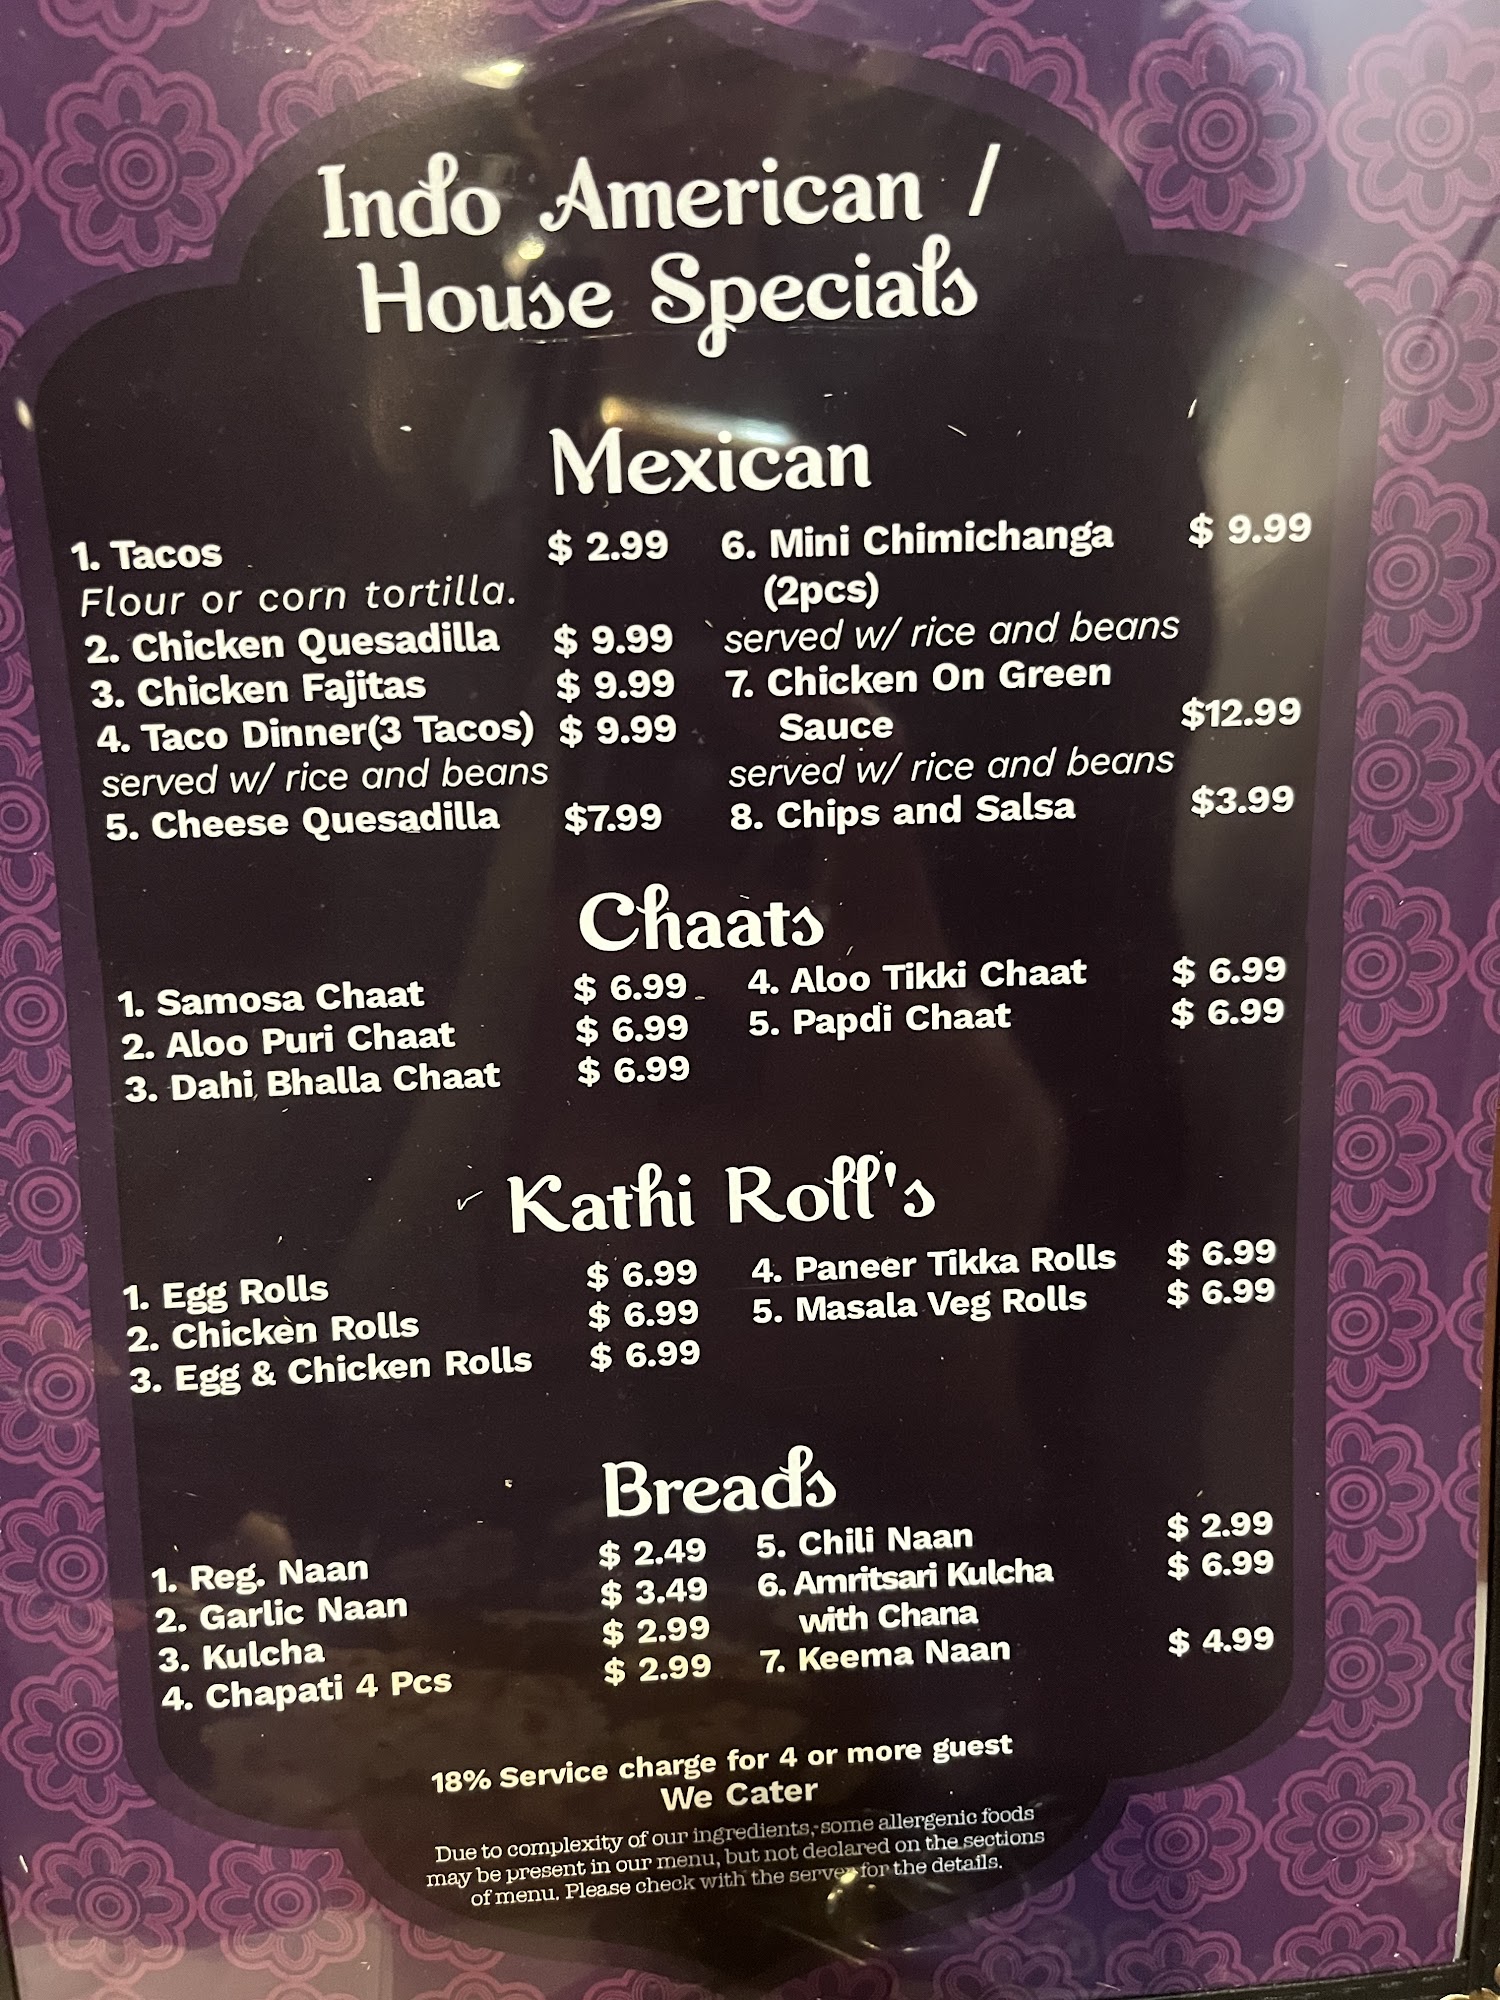 Indo American /
House Specials
Mexican
1. Tacos $ 2.99
Flour or corn tortilla.
2. Chicken Quesadilla $ 9.99
3. Chicken Fajitas $ 9.99
4. Taco Dinner(3 Tacos) $ 9.99
served w/ rice and beans
5. Cheese Quesadilla $7.99
6. Mini Chimichanga $ 9.99
(2pcs)
served w/ rice and beans
7. Chicken On Green
Sauce $12.99
served w/ rice and beans
8. Chips and Salsa $3.99
Chaats
1. Samosa Chaat $ 6.99
2. Aloo Puri Chaat $ 6.99
3. Dahi Bhalla Chaat $ 6.99
4. Aloo Tikki Chaat $ 6.99
5. Papdi Chaat $ 6.99
Kathi Roll's
1. Egg Rolls $ 6.99
2. Chicken Rolls $ 6.99
3. Egg & Chicken Rolls $ 6.99
4. Paneer Tikka Rolls $ 6.99
5. Masala Veg Rolls $ 6.99
Breads
1. Reg. Naan $ 2.49
2. Garlic Naan $ 3.49
3. Kulcha $ 2.99
4. Chapati 4 Pcs $ 2.99
5. Chili Naan $ 2.99
6. Amritsari Kulcha $ 6.99
with Chana
7. Keema Naan $ 4.99
18% Service charge for 4 or more guest
We Cater
Due to complexity of our ingredients, some allergenic foods
may be present in our menu, but not declared on the sections
of menu. Please check with the server for the details.